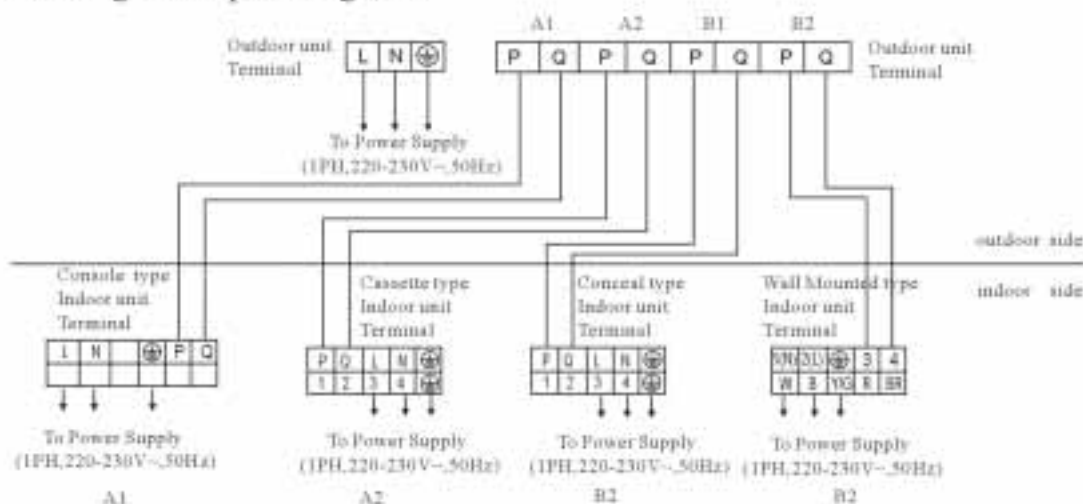 A1 A2 B1 B2
Outdoor unit
Terminal
L N
P Q P Q P Q P Q
Outdoor unit
Terminal
To Power Supply
(1PH,220-230V~,50Hz)
outdoor side
indoor side
Console type
Indoor unit
Terminal
L N P Q
To Power Supply
(1PH,220-230V~,50Hz)
A1
Cassette type
Indoor unit
Terminal
P Q L N
1 2 3 4
To Power Supply
(1PH,220-230V~,50Hz)
A2
Conceal type
Indoor unit
Terminal
P Q L N
1 2 3 4
To Power Supply
(1PH,220-230V~,50Hz)
B2
Wall Mounted type
Indoor unit
Terminal
1(N) 2(L) 3 4
W B Y/G R BR
To Power Supply
(1PH,220-230V~,50Hz)
B2